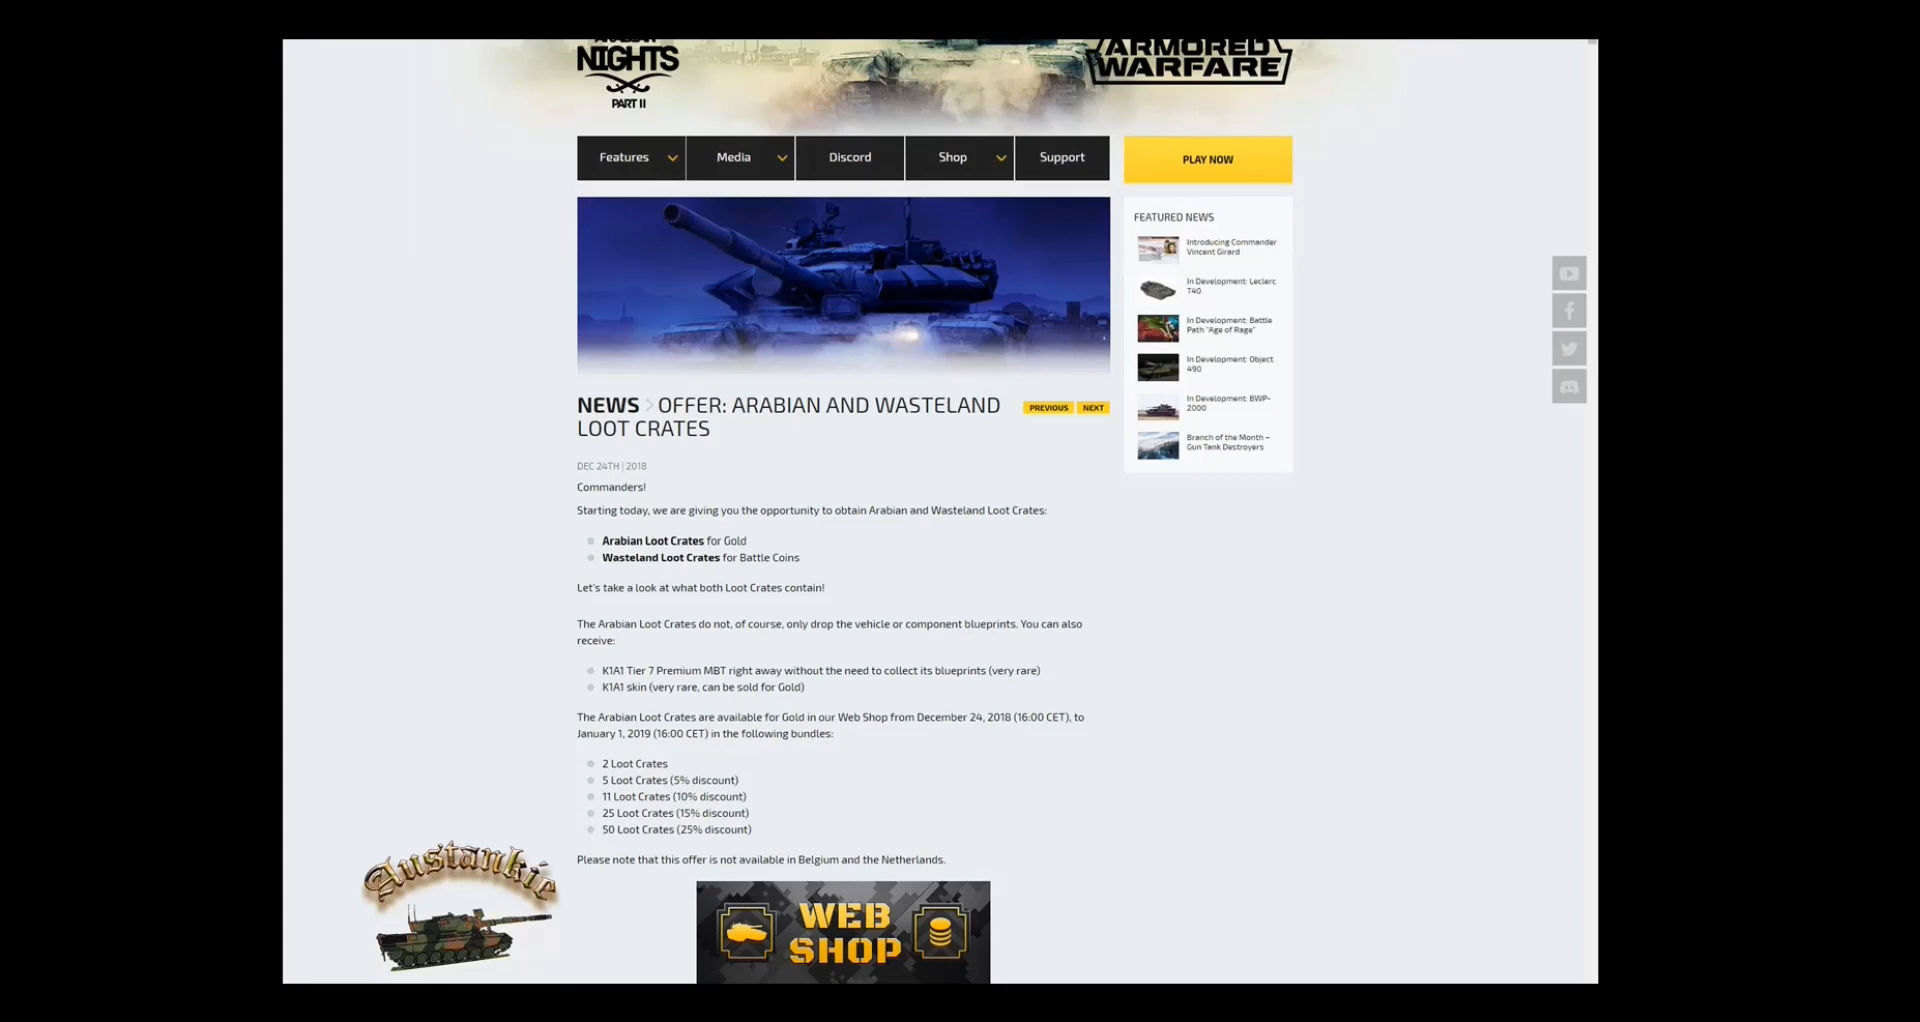 NIGHTS
PART II
ARMORED
WARFARE
Features
Media
Discord
Shop
Support
PLAY NOW
FEATURED NEWS
Introducing Commander
Vincent Girard
In Development: Leclerc
T40
In Development: Battle
Path "Age of Rage"
In Development: Object
490
In Development: BWP-
2000
Branch of the Month –
Gun Tank Destroyers
NEWS > OFFER: ARABIAN AND WASTELAND
LOOT CRATES
PREVIOUS
NEXT
DEC 24TH | 2018
Commanders!
Starting today, we are giving you the opportunity to obtain Arabian and Wasteland Loot Crates:
Arabian Loot Crates for Gold
Wasteland Loot Crates for Battle Coins
Let's take a look at what both Loot Crates contain!
The Arabian Loot Crates do not, of course, only drop the vehicle or component blueprints. You can also
receive:
K1A1 Tier 7 Premium MBT right away without the need to collect its blueprints (very rare)
K1A1 skin (very rare, can be sold for Gold)
The Arabian Loot Crates are available for Gold in our Web Shop from December 24, 2018 (16:00 CET), to
January 1, 2019 (16:00 CET) in the following bundles:
2 Loot Crates
5 Loot Crates (5% discount)
11 Loot Crates (10% discount)
25 Loot Crates (15% discount)
50 Loot Crates (25% discount)
Please note that this offer is not available in Belgium and the Netherlands.
Austankie
WEB
SHOP